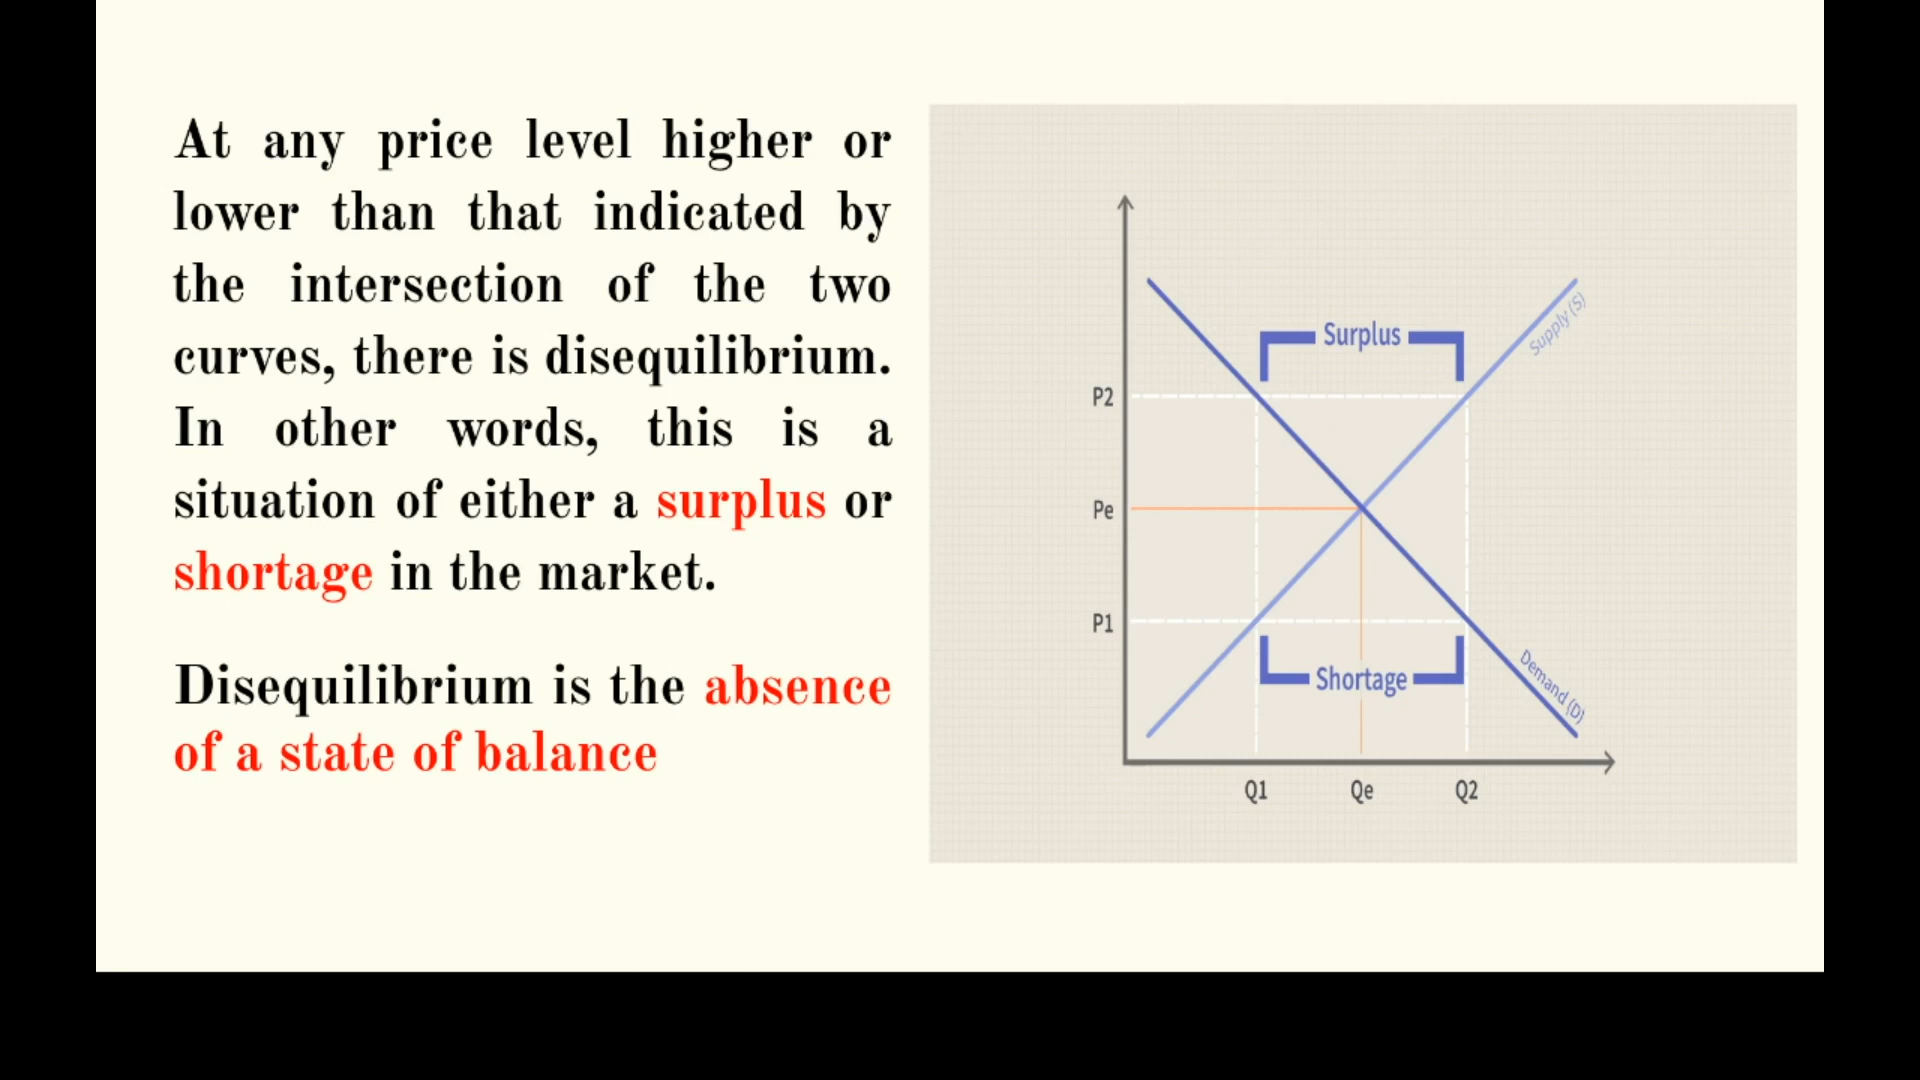 At any price level higher or
lower than that indicated by
the intersection of the two
curves, there is disequilibrium.
In other words, this is a
situation of either a surplus or
shortage in the market.
Disequilibrium is the absence
of a state of balance
Surplus
Supply (S)
P2
Pe
P1
Shortage
Demand (D)
Q1 Qe Q2